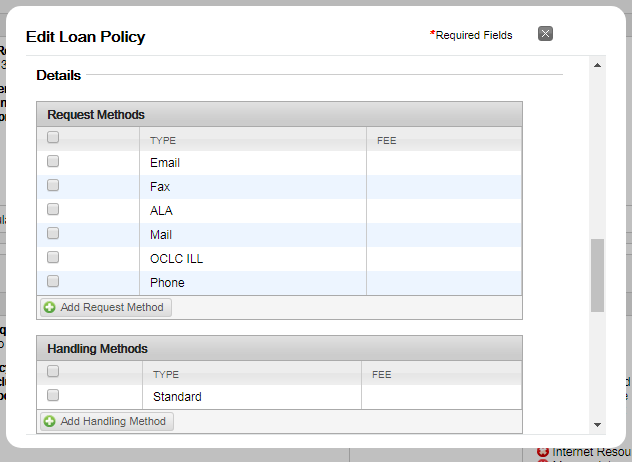 Edit Loan Policy
*Required Fields
Details
Request Methods
TYPE FEE
Email
Fax
ALA
Mail
OCLC ILL
Phone
Add Request Method
Handling Methods
TYPE FEE
Standard
Add Handling Method
Internet Resou